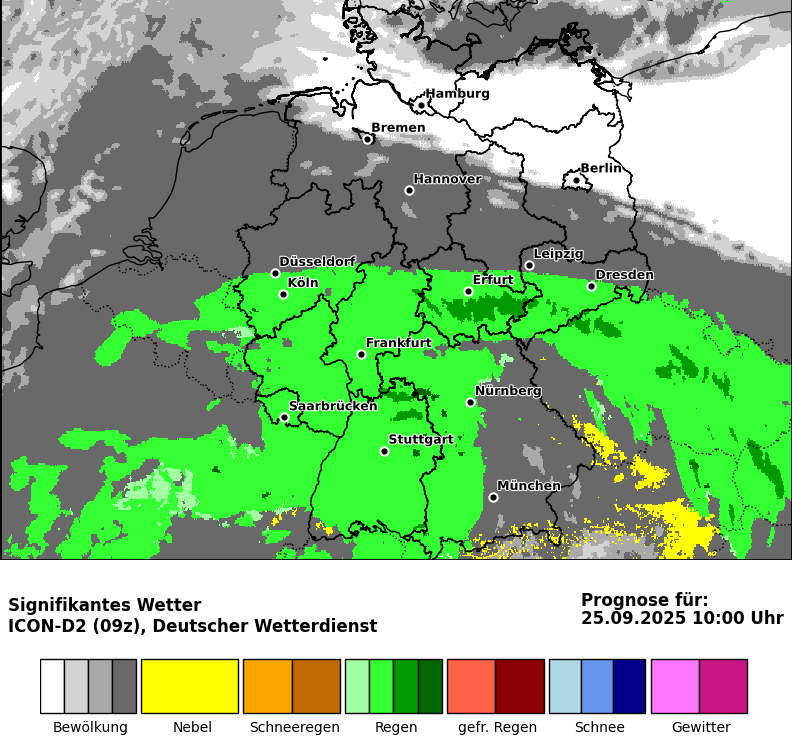 Hamburg
Bremen
Berlin
Hannover
Leipzig
Düsseldorf
Dresden
Köln
Erfurt
Frankfurt
Nürnberg
Saarbrücken
Stuttgart
München
Signifikantes Wetter
ICON-D2 (09z), Deutscher Wetterdienst
Prognose für:
25.09.2025 10:00 Uhr
Bewölkung
Nebel
Schneeregen
Regen
gefr. Regen
Schnee
Gewitter